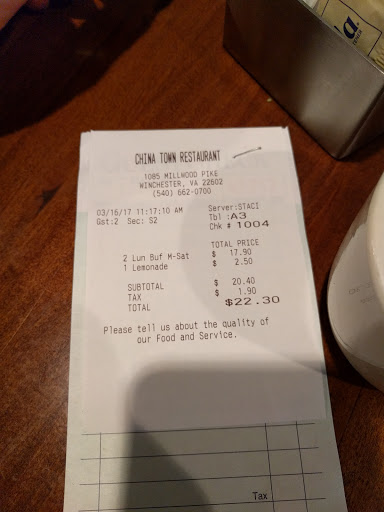 CHINA TOWN RESTAURANT
1085 MILLWOOD PIKE
WINCHESTER, VA 22602
(540) 662-0700
03/16/17 11:17:10 AM Server:STACI
Gst:2 Sec: S2 Tbl :A3
Chk # 1004
TOTAL PRICE
2 Lun Buf M-Sat $ 17.90
1 Lemonade $ 2.50
SUBTOTAL $ 20.40
TAX $ 1.90
TOTAL $22.30
Please tell us about the quality of
our Food and Service.
Tax